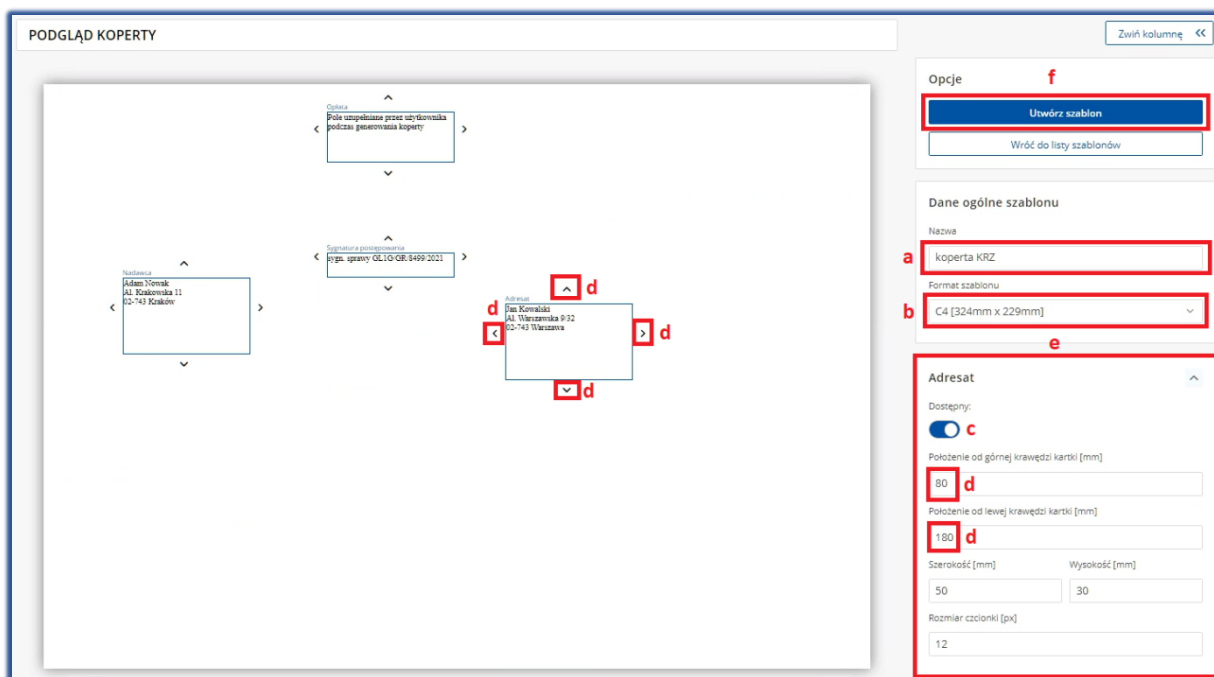 PODGLĄD KOPERTY
Zwiń kolumnę
Opłata
Pole uzupełniane przez użytkownika
podczas generowania koperty
Sygnatura postępowania
sygn. sprawy GL1G/GR/8499/2021
Nadawca
Adam Nowak
Al. Krakowska 11
02-743 Kraków
Adresat
Jan Kowalski
Al. Warszawska 9/32
02-743 Warszawa
d
d
d
d
Opcje
f
Utwórz szablon
Wróć do listy szablonów
Dane ogólne szablonu
Nazwa
a
koperta KRZ
Format szablonu
b
C4 [324mm x 229mm]
e
Adresat
Dostępny:
c
Położenie od górnej krawędzi kartki [mm]
80
d
Położenie od lewej krawędzi kartki [mm]
180
d
Szerokość [mm]
Wysokość [mm]
50
30
Rozmiar czcionki [px]
12